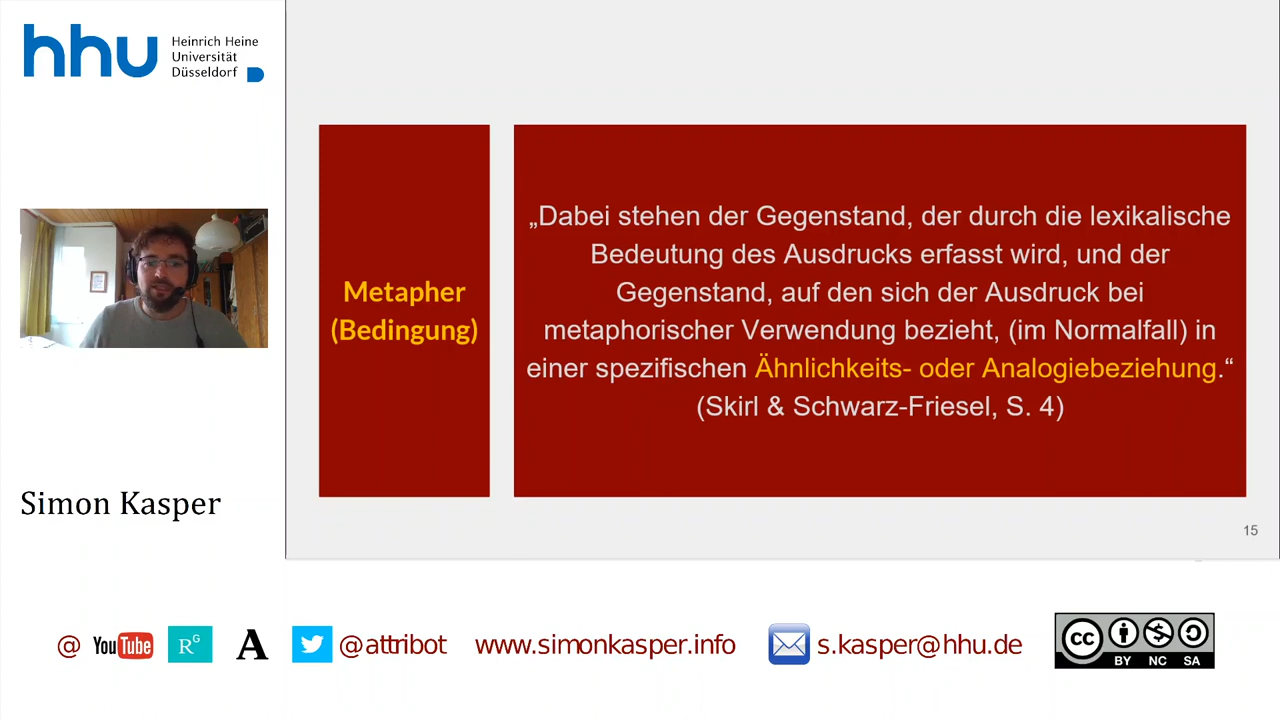 hhu
Heinrich Heine
Universität
Düsseldorf
Metapher
(Bedingung)
„Dabei stehen der Gegenstand, der durch die lexikalische
Bedeutung des Ausdrucks erfasst wird, und der
Gegenstand, auf den sich der Ausdruck bei
metaphorischer Verwendung bezieht, (im Normalfall) in
einer spezifischen Ähnlichkeits- oder Analogiebeziehung.“
(Skirl & Schwarz-Friesel, S. 4)
Simon Kasper
15
@ YouTube RG A @attribot www.simonkasper.info s.kasper@hhu.de
cc BY NC SA